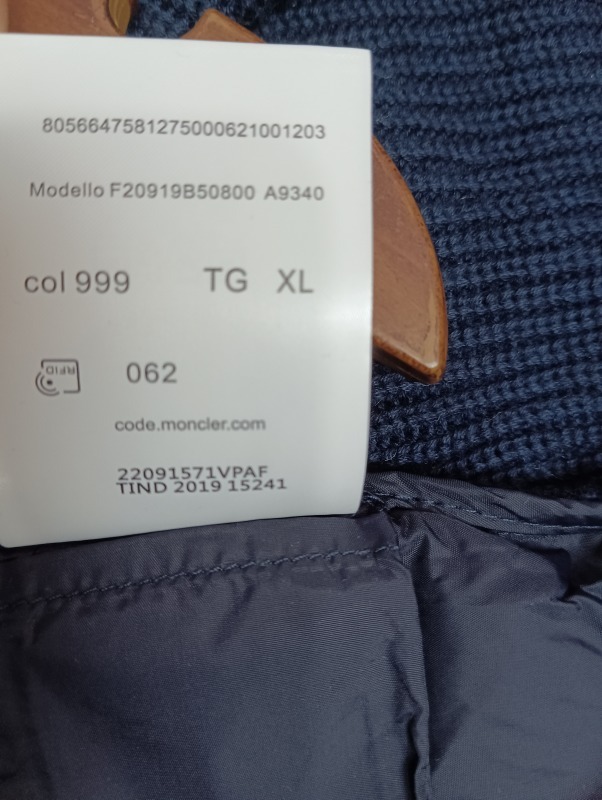 8056647581275000621001203
Modello F20919B50800 A9340
col 999 TG XL
RFID 062
code.moncler.com
22091571VPAF
TIND 2019 15241